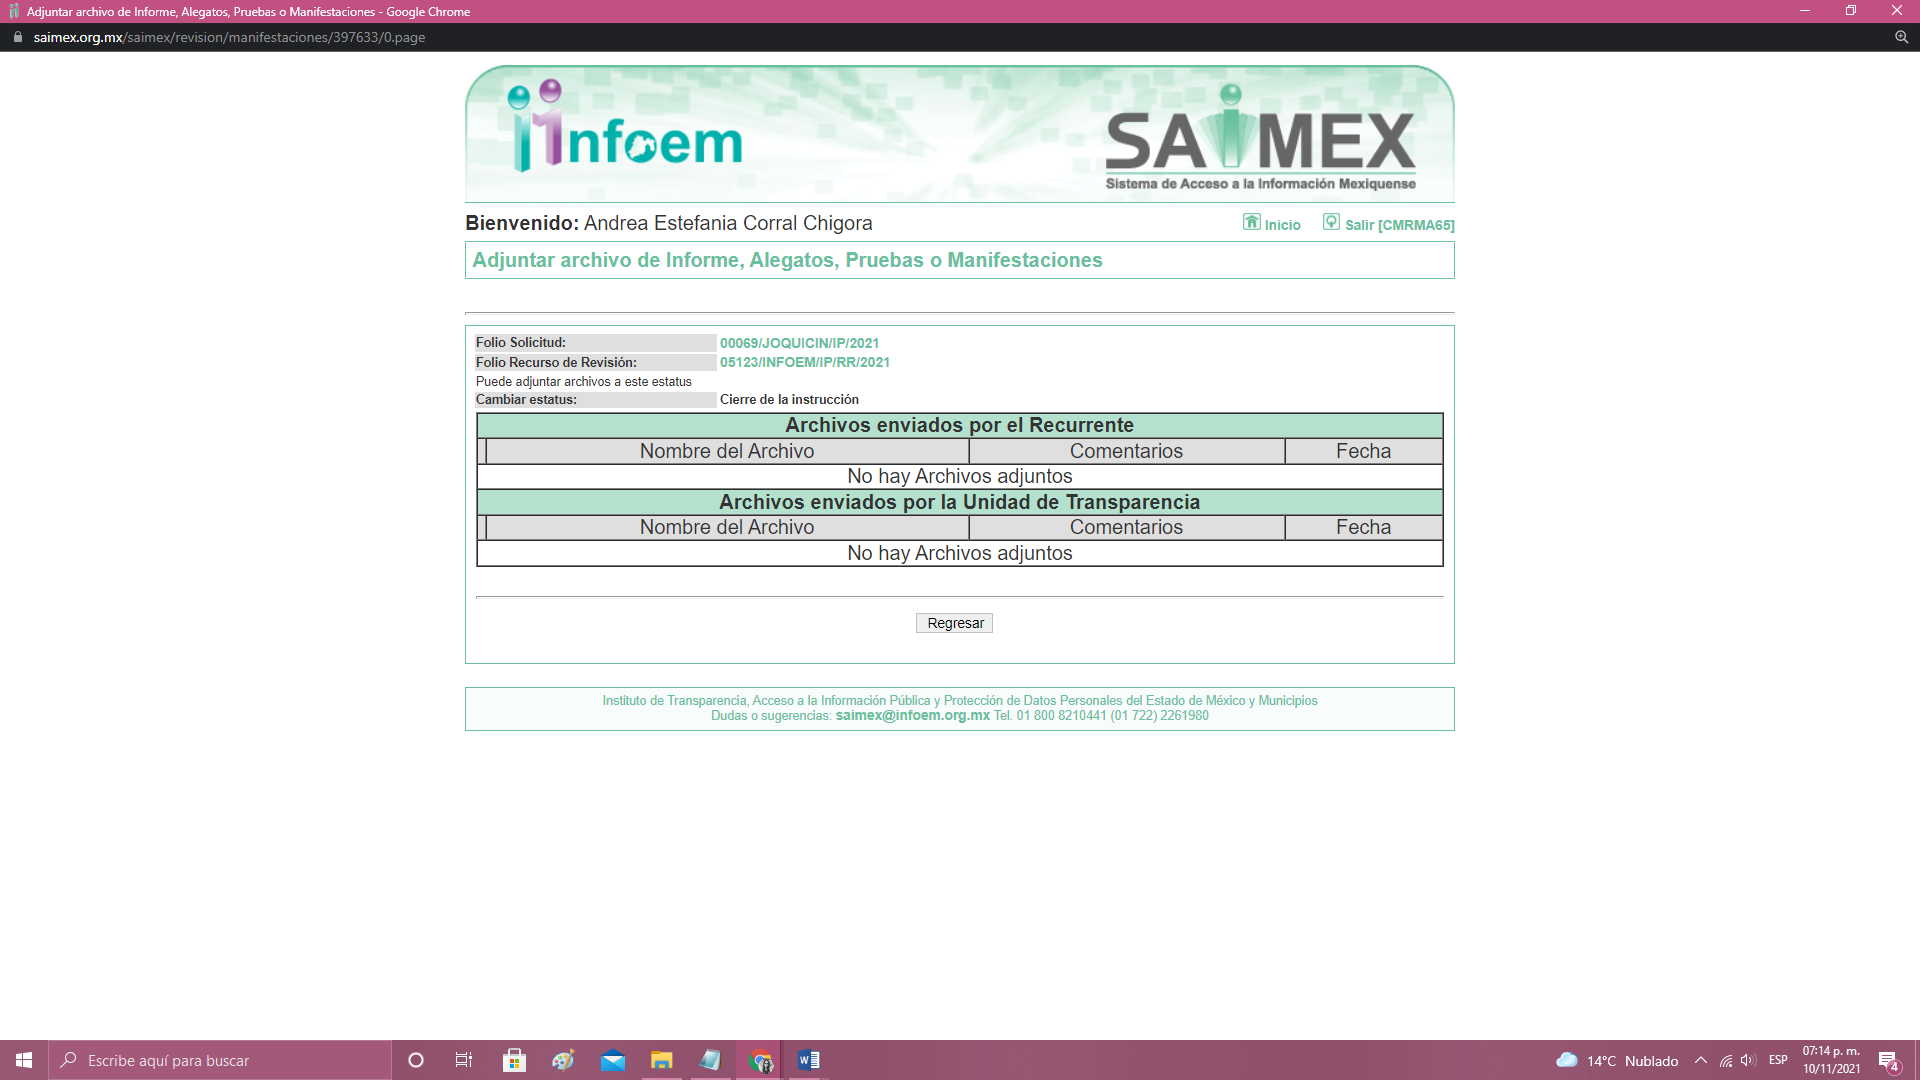 Adjuntar archivo de Informe, Alegatos, Pruebas o Manifestaciones - Google Chrome
saimex.org.mx/saimex/revision/manifestaciones/397633/0.page
infoem
SAIMEX
Sistema de Acceso a la Información Mexiquense
Bienvenido: Andrea Estefania Corral Chigora
Inicio Salir [CMRMA65]
Adjuntar archivo de Informe, Alegatos, Pruebas o Manifestaciones
Folio Solicitud: 00069/JOQUICIN/IP/2021
Folio Recurso de Revisión: 05123/INFOEM/IP/RR/2021
Puede adjuntar archivos a este estatus
Cambiar estatus: Cierre de la instrucción
Archivos enviados por el Recurrente
Nombre del Archivo Comentarios Fecha
No hay Archivos adjuntos
Archivos enviados por la Unidad de Transparencia
Nombre del Archivo Comentarios Fecha
No hay Archivos adjuntos
Regresar
Instituto de Transparencia, Acceso a la Información Pública y Protección de Datos Personales del Estado de México y Municipios
Dudas o sugerencias: saimex@infoem.org.mx Tel. 01 800 8210441 (01 722) 2261980
Escribe aquí para buscar
14°C Nublado
ESP
07:14 p. m.
10/11/2021
4